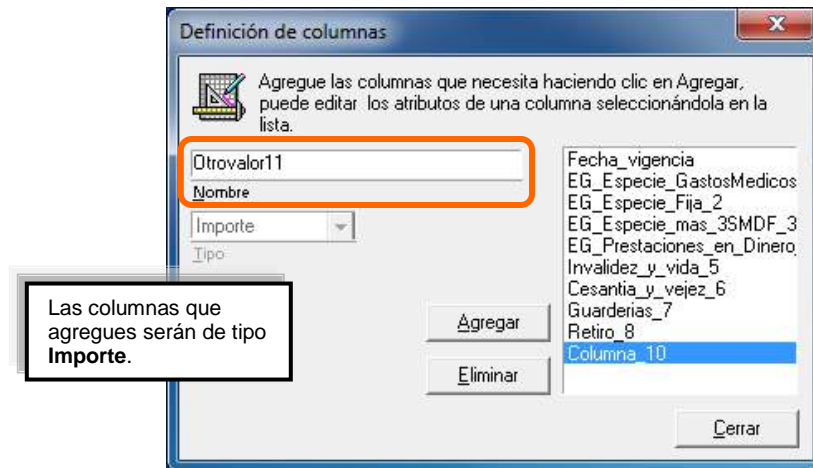 Definición de columnas
Agregue las columnas que necesita haciendo clic en Agregar,
puede editar los atributos de una columna seleccionándola en la
lista.
Otrovalor11
Nombre
Importe
Tipo
Las columnas que
agregues serán de tipo
Importe.
Agregar
Eliminar
Fecha_vigencia
EG_Especie_GastosMedicos
EG_Especie_Fija_2
EG_Especie_mas_3SMDF_3
EG_Prestaciones_en_Dinero_
Invalidez_y_vida_5
Cesantia_y_vejez_6
Guarderias_7
Retiro_8
Columna_10
Cerrar